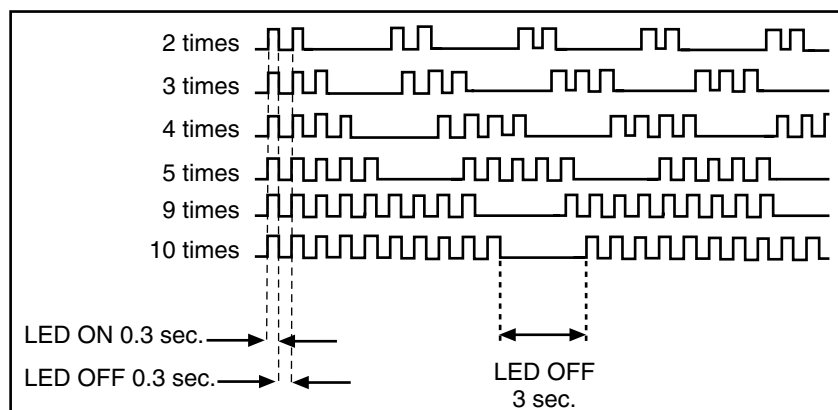 2 times
3 times
4 times
5 times
9 times
10 times
LED ON 0.3 sec.
LED OFF 0.3 sec.
LED OFF
3 sec.